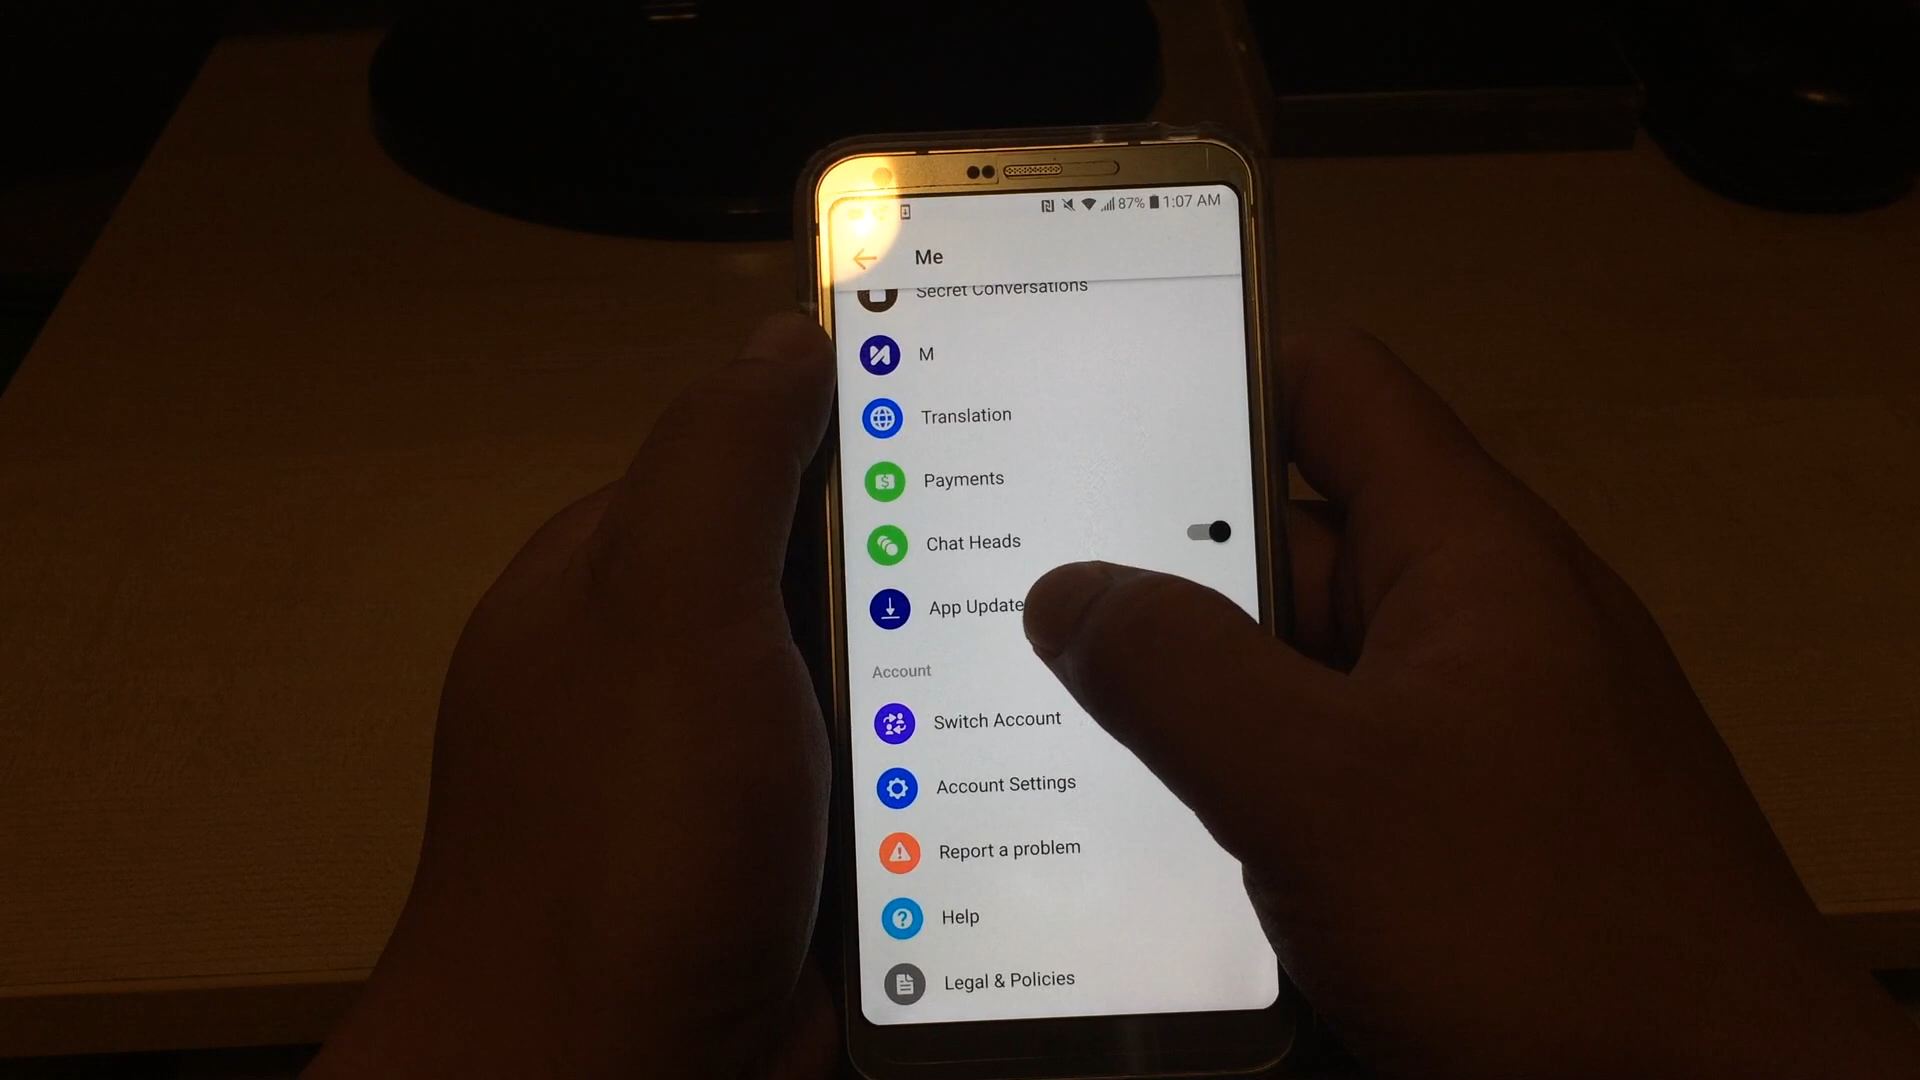 87% 1:07 AM
Me
Secret Conversations
M
Translation
Payments
$
Chat Heads
App Update
Account
Switch Account
Account Settings
Report a problem
Help
Legal & Policies